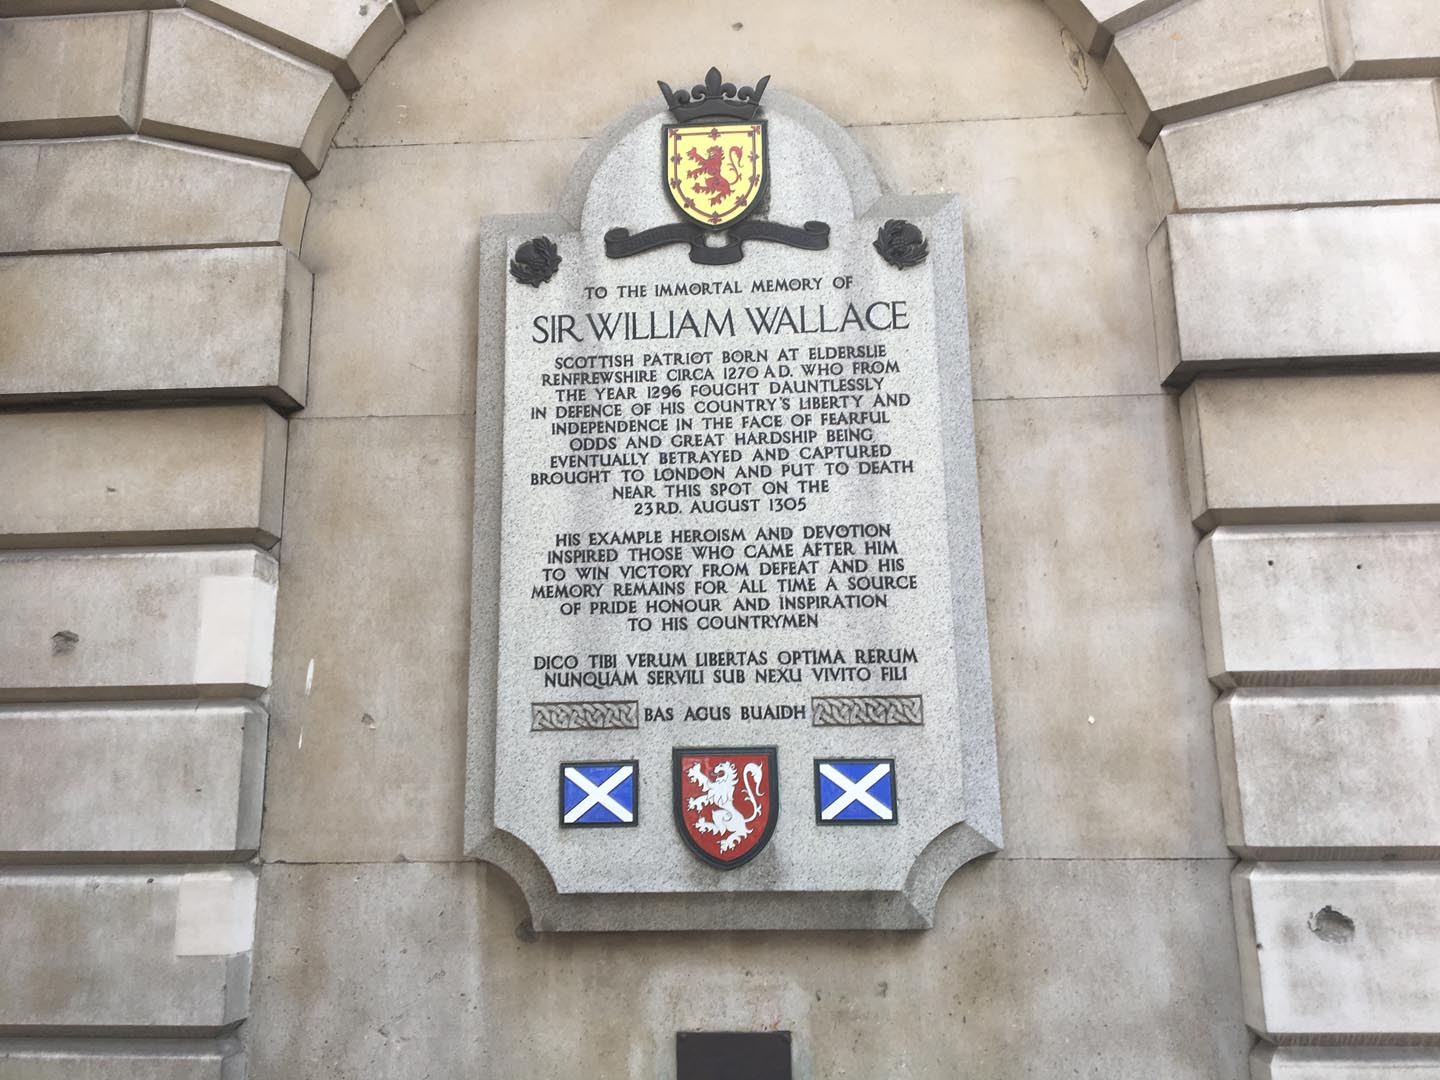 TO THE IMMORTAL MEMORY OF
SIR WILLIAM WALLACE
SCOTTISH PATRIOT BORN AT ELDERSLIE
RENFREWSHIRE CIRCA 1270 A.D. WHO FROM
THE YEAR 1296 FOUGHT DAUNTLESSLY
IN DEFENCE OF HIS COUNTRY'S LIBERTY AND
INDEPENDENCE IN THE FACE OF FEARFUL
ODDS AND GREAT HARDSHIP BEING
EVENTUALLY BETRAYED AND CAPTURED
BROUGHT TO LONDON AND PUT TO DEATH
NEAR THIS SPOT ON THE
23RD. AUGUST 1305
HIS EXAMPLE HEROISM AND DEVOTION
INSPIRED THOSE WHO CAME AFTER HIM
TO WIN VICTORY FROM DEFEAT AND HIS
MEMORY REMAINS FOR ALL TIME A SOURCE
OF PRIDE HONOUR AND INSPIRATION
TO HIS COUNTRYMEN
DICO TIBI VERUM LIBERTAS OPTIMA RERUM
NUNQUAM SERVILI SUB NEXU VIVITO FILI
BAS AGUS BUAIDH